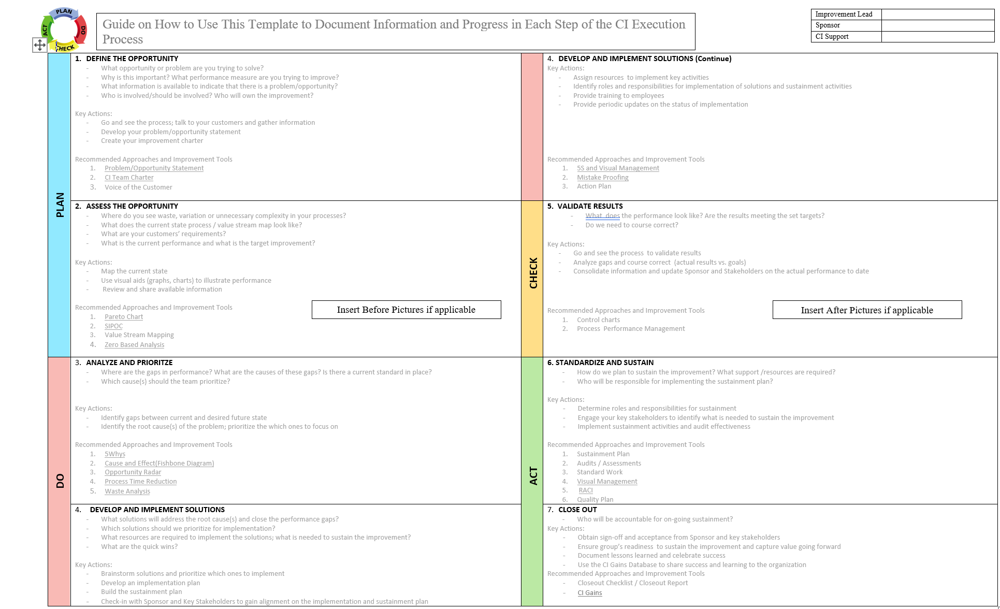 PLAN
DO
CHECK
ACT
Guide on How to Use This Template to Document Information and Progress in Each Step of the CI Execution
Process
Improvement Lead
Sponsor
CI Support
PLAN
1. DEFINE THE OPPORTUNITY
- What opportunity or problem are you trying to solve?
- Why is this important? What performance measure are you trying to improve?
- What information is available to indicate that there is a problem/opportunity?
- Who is involved/should be involved? Who will own the improvement?
Key Actions:
- Go and see the process; talk to your customers and gather information
- Develop your problem/opportunity statement
- Create your improvement charter
Recommended Approaches and Improvement Tools
1. Problem/Opportunity Statement
2. CI Team Charter
3. Voice of the Customer
2. ASSESS THE OPPORTUNITY
- Where do you see waste, variation or unnecessary complexity in your processes?
- What does the current state process / value stream map look like?
- What are your customers’ requirements?
- What is the current performance and what is the target improvement?
Key Actions:
- Map the current state
- Use visual aids (graphs, charts) to illustrate performance
- Review and share available information
Recommended Approaches and Improvement Tools
1. Pareto Chart
2. SIPOC
3. Value Stream Mapping
4. Zero Based Analysis
Insert Before Pictures if applicable
DO
3. ANALYZE AND PRIORITZE
- Where are the gaps in performance? What are the causes of these gaps? Is there a current standard in place?
- Which cause(s) should the team prioritize?
Key Actions:
- Identify gaps between current and desired future state
- Identify the root cause(s) of the problem; prioritize the which ones to focus on
Recommended Approaches and Improvement Tools
1. 5Whys
2. Cause and Effect(Fishbone Diagram)
3. Opportunity Radar
4. Process Time Reduction
5. Waste Analysis
4. DEVELOP AND IMPLEMENT SOLUTIONS
- What solutions will address the root cause(s) and close the performance gaps?
- Which solutions should we prioritize for implementation?
- What resources are required to implement the solutions; what is needed to sustain the improvement?
- What are the quick wins?
Key Actions:
- Brainstorm solutions and prioritize which ones to implement
- Develop an implementation plan
- Build the sustainment plan
- Check-in with Sponsor and Key Stakeholders to gain alignment on the implementation and sustainment plan
4. DEVELOP AND IMPLEMENT SOLUTIONS (Continue)
Key Actions:
- Assign resources to implement key activities
- Identify roles and responsibilities for implementation of solutions and sustainment activities
- Provide training to employees
- Provide periodic updates on the status of implementation
Recommended Approaches and Improvement Tools
1. 5S and Visual Management
2. Mistake Proofing
3. Action Plan
CHECK
5. VALIDATE RESULTS
- What does the performance look like? Are the results meeting the set targets?
- Do we need to course correct?
Key Actions:
- Go and see the process to validate results
- Analyze gaps and course correct (actual results vs. goals)
- Consolidate information and update Sponsor and Stakeholders on the actual performance to date
Recommended Approaches and Improvement Tools
1. Control charts
2. Process Performance Management
Insert After Pictures if applicable
ACT
6. STANDARDIZE AND SUSTAIN
- How do we plan to sustain the improvement? What support /resources are required?
- Who will be responsible for implementing the sustainment plan?
Key Actions:
- Determine roles and responsibilities for sustainment
- Engage your key stakeholders to identify what is needed to sustain the improvement
- Implement sustainment activities and audit effectiveness
Recommended Approaches and Improvement Tools
1. Sustainment Plan
2. Audits / Assessments
3. Standard Work
4. Visual Management
5. RACI
6. Quality Plan
7. CLOSE OUT
- Who will be accountable for on-going sustainment?
Key Actions:
- Obtain sign-off and acceptance from Sponsor and key stakeholders
- Ensure group’s readiness to sustain the improvement and capture value going forward
- Document lessons learned and celebrate success
- Use the CI Gains Database to share success and learning to the organization
Recommended Approaches and Improvement Tools
- Closeout Checklist / Closeout Report
- CI Gains